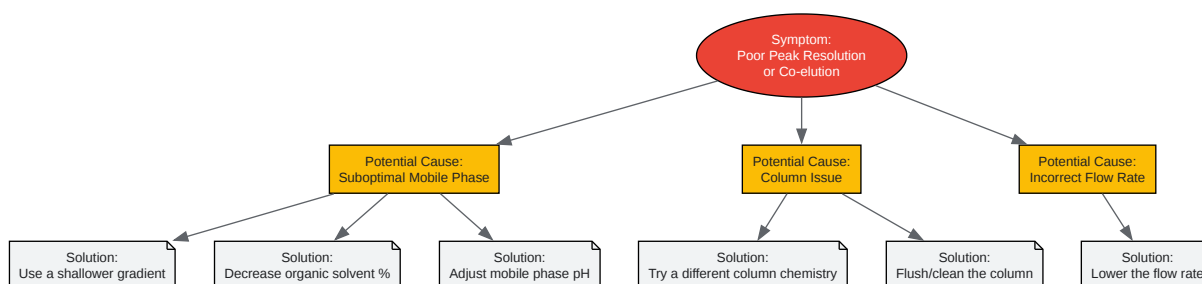 Symptom:
Poor Peak Resolution
or Co-elution
Potential Cause:
Suboptimal Mobile Phase
Potential Cause:
Column Issue
Potential Cause:
Incorrect Flow Rate
Solution:
Use a shallower gradient
Solution:
Decrease organic solvent %
Solution:
Adjust mobile phase pH
Solution:
Try a different column chemistry
Solution:
Flush/clean the column
Solution:
Lower the flow rate